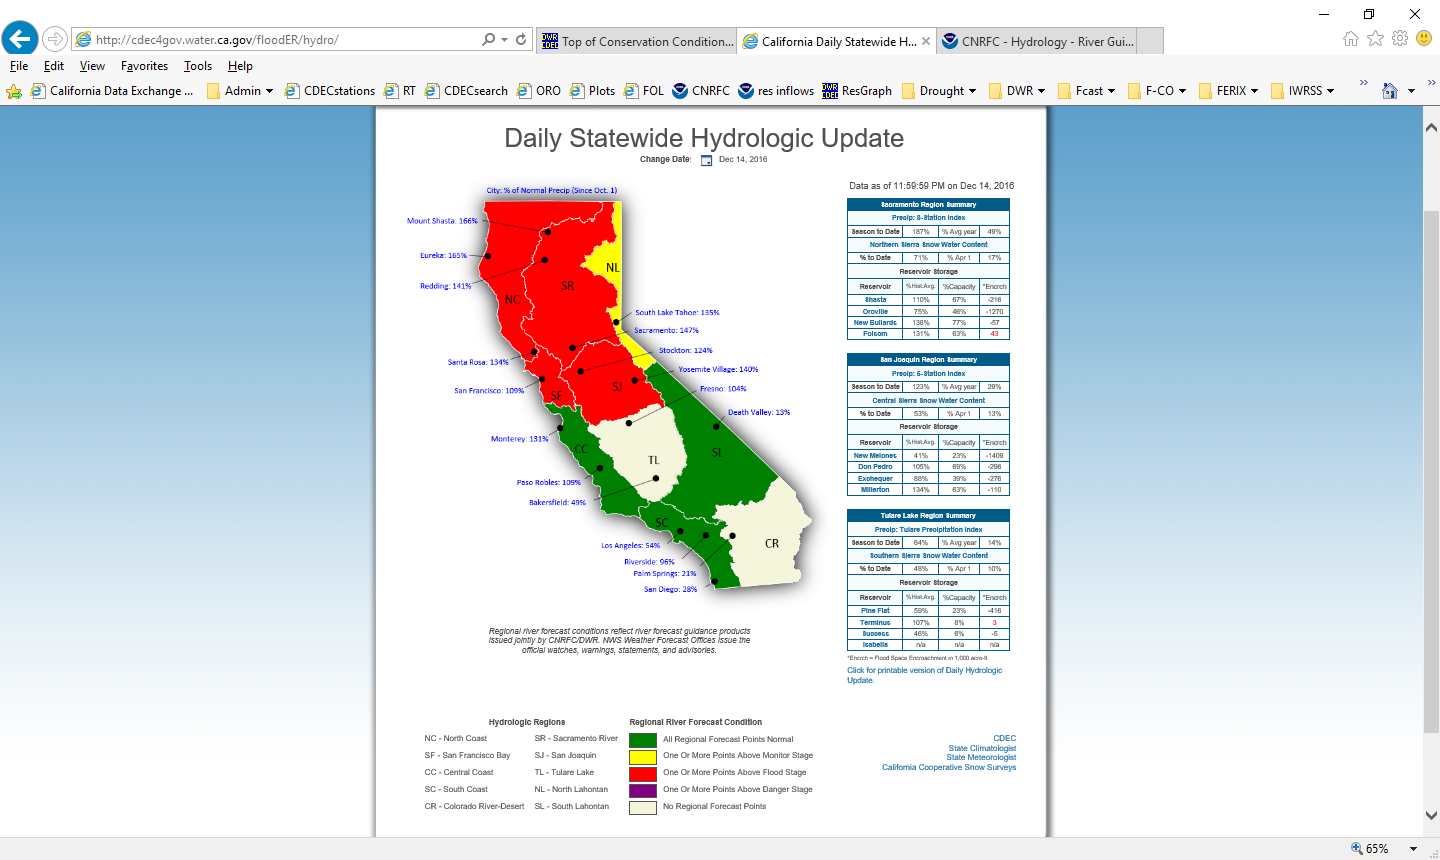 http://cdec4gov.water.ca.gov/floodER/hydro/
Top of Conservation Condition...
California Daily Statewide H...
CNRFC - Hydrology - River Gui...
File Edit View Favorites Tools Help
California Data Exchange ... Admin CDECstations RT CDECsearch ORO Plots FOL CNRFC res inflows ResGraph Drought DWR Fcast F-CO FERIX IWRSS
Daily Statewide Hydrologic Update
Change Date: Dec 14, 2016
City: % of Normal Precip (Since Oct. 1)
Mount Shasta: 166%
Eureka: 165%
Redding: 141%
NL
SR
NC
South Lake Tahoe: 135%
Sacramento: 147%
Stockton: 124%
Santa Rosa: 134%
Yosemite Village: 140%
San Francisco: 109%
SJ
Fresno: 104%
SF
Death Valley: 13%
Monterey: 131%
CC
SL
TL
Paso Robles: 109%
Bakersfield: 49%
SC
Los Angeles: 54%
CR
Riverside: 96%
Palm Springs: 21%
San Diego: 28%
Regional river forecast conditions reflect river forecast guidance products
issued jointly by CNRFC/DWR. NWS Weather Forecast Offices issue the
official watches, warnings, statements, and advisories.
Data as of 11:59:59 PM on Dec 14, 2016
Sacramento Region Summary
Precip: 8-Station Index
Season to Date 187% % Avg year 49%
Northern Sierra Snow Water Content
% to Date 71% % Apr 1 17%
Reservoir Storage
Reservoir %Hist.Avg. %Capacity *Encrch
Shasta 110% 67% -216
Oroville 75% 46% -1270
New Bullards 138% 77% -57
Folsom 131% 63% 43
San Joaquin Region Summary
Precip: 5-Station Index
Season to Date 123% % Avg year 29%
Central Sierra Snow Water Content
% to Date 53% % Apr 1 13%
Reservoir Storage
Reservoir %Hist.Avg. %Capacity *Encrch
New Melones 41% 23% -1409
Don Pedro 105% 69% -296
Exchequer 88% 39% -276
Millerton 134% 63% -110
Tulare Lake Region Summary
Precip: Tulare Precipitation Index
Season to Date 64% % Avg year 14%
Southern Sierra Snow Water Content
% to Date 48% % Apr 1 10%
Reservoir Storage
Reservoir %Hist.Avg. %Capacity *Encrch
Pine Flat 59% 23% -416
Terminus 107% 8% 3
Success 46% 6% -5
Isabella n/a n/a n/a
*Encrch = Flood Space Encroachment in 1,000 acre-ft
Click for printable version of Daily Hydrologic
Update.
Hydrologic Regions
NC - North Coast SR - Sacramento River
SF - San Francisco Bay SJ - San Joaquin
CC - Central Coast TL - Tulare Lake
SC - South Coast NL - North Lahontan
CR - Colorado River-Desert SL - South Lahontan
Regional River Forecast Condition
All Regional Forecast Points Normal
One Or More Points Above Monitor Stage
One Or More Points Above Flood Stage
One Or More Points Above Danger Stage
No Regional Forecast Points
CDEC
State Climatologist
State Meteorologist
California Cooperative Snow Surveys
65%